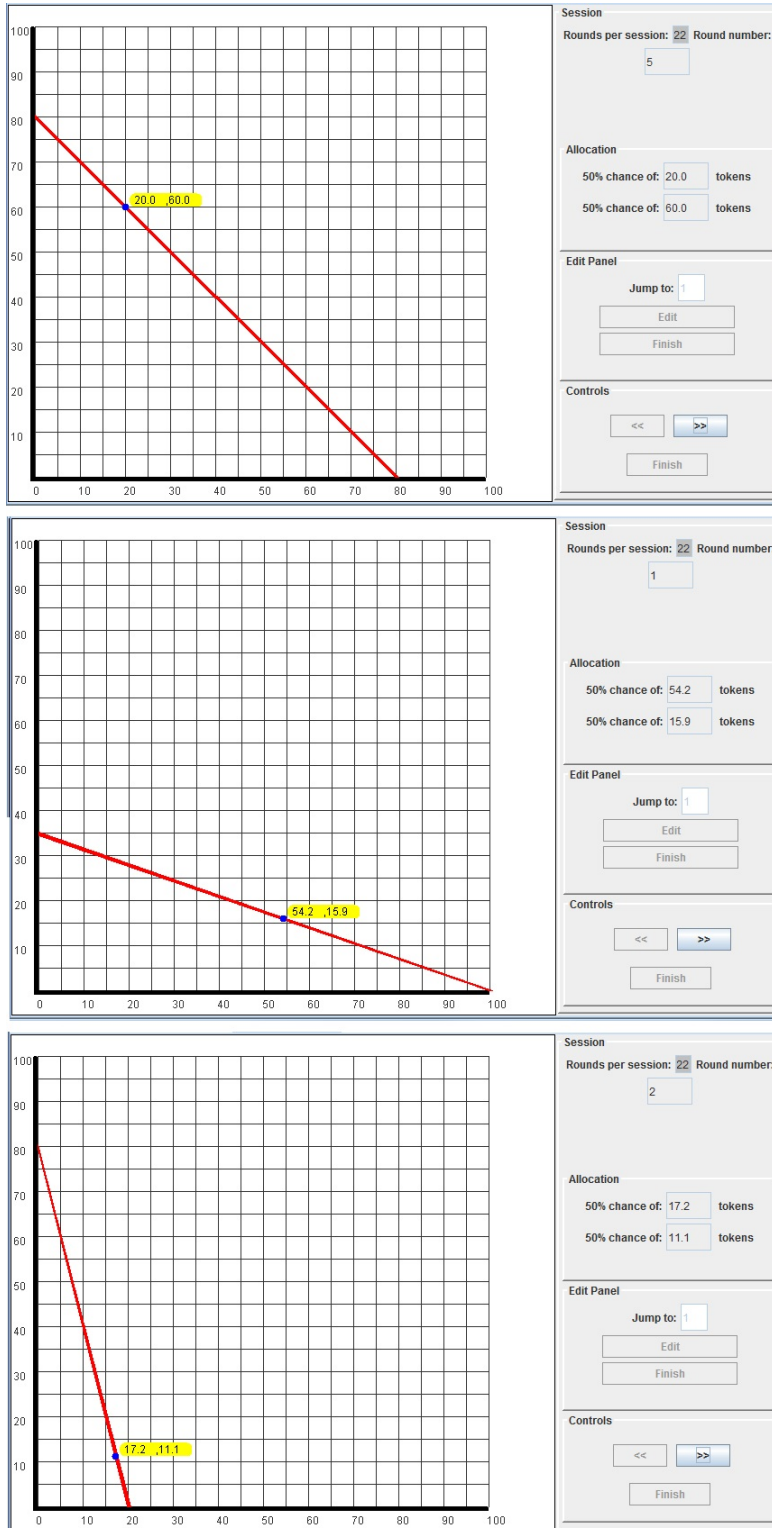 100
90
80
70
60
50
40
30
20
10
0 10 20 30 40 50 60 70 80 90 100
20.0 ,60.0
Session
Rounds per session: 22 Round number:
5
Allocation
50% chance of: 20.0 tokens
50% chance of: 60.0 tokens
Edit Panel
Jump to: 1
Edit
Finish
Controls
<< >>
Finish
100
90
80
70
60
50
40
30
20
10
0 10 20 30 40 50 60 70 80 90 100
54.2 ,15.9
Session
Rounds per session: 22 Round number
1
Allocation
50% chance of: 54.2 tokens
50% chance of: 15.9 tokens
Edit Panel
Jump to: 1
Edit
Finish
Controls
<< >>
Finish
100
90
80
70
60
50
40
30
20
10
0 10 20 30 40 50 60 70 80 90 100
17.2 ,11.1
Session
Rounds per session: 22 Round number:
2
Allocation
50% chance of: 17.2 tokens
50% chance of: 11.1 tokens
Edit Panel
Jump to: 1
Edit
Finish
Controls
<< >>
Finish